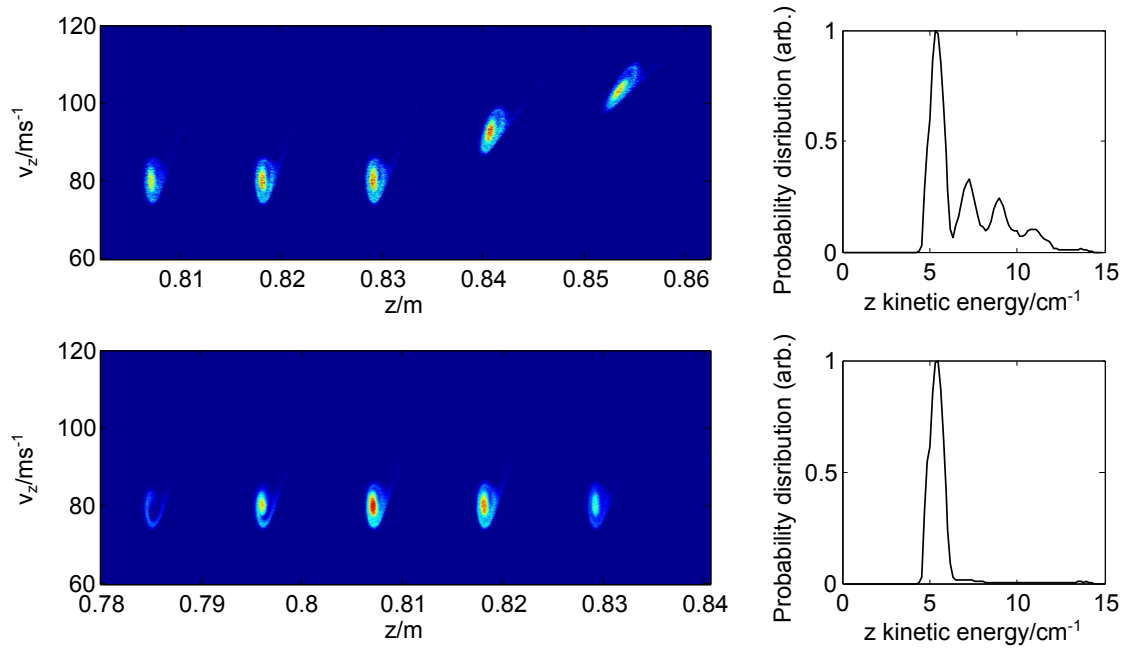 120
100
80
60
v_z/ms^-1
0.81 0.82 0.83 0.84 0.85 0.86
z/m
Probability disribution (arb.)
1
0.5
0
0 5 10 15
z kinetic energy/cm^-1
120
100
80
60
v_z/ms^-1
0.78 0.79 0.8 0.81 0.82 0.83 0.84
z/m
Probability disribution (arb.)
1
0.5
0
0 5 10 15
z kinetic energy/cm^-1